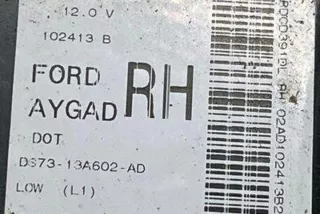 12.0 V
102413 B
FORD
RH
AYGAD
DOT
DS73-13A602-AD
LOW (L1)